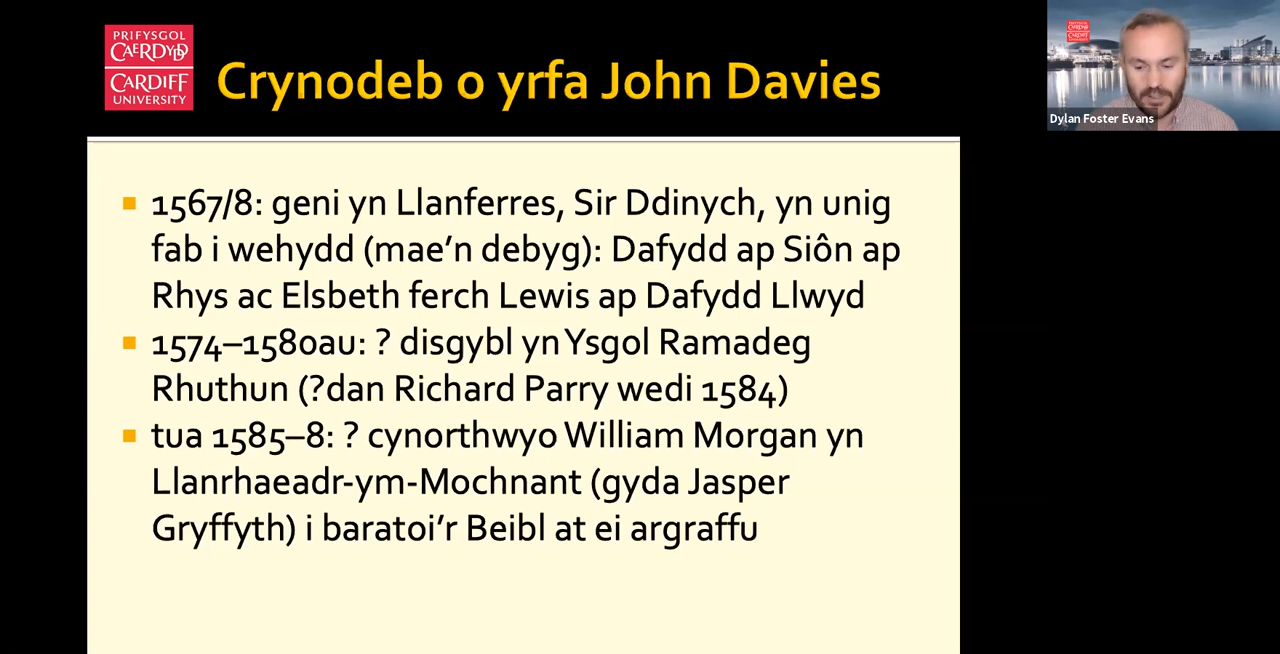 PRIFYSGOL
CAERDYDD
CARDIFF
UNIVERSITY
Crynodeb o yrfa John Davies
Dylan Foster Evans
▪ 1567/8: geni yn Llanferres, Sir Ddinych, yn unig
fab i wehydd (mae’n debyg): Dafydd ap Siôn ap
Rhys ac Elsbeth ferch Lewis ap Dafydd Llwyd
▪ 1574–1580au: ? disgybl yn Ysgol Ramadeg
Rhuthun (?dan Richard Parry wedi 1584)
▪ tua 1585–8: ? cynorthwyo William Morgan yn
Llanrhaeadr-ym-Mochnant (gyda Jasper
Gryffyth) i baratoi’r Beibl at ei argraffu